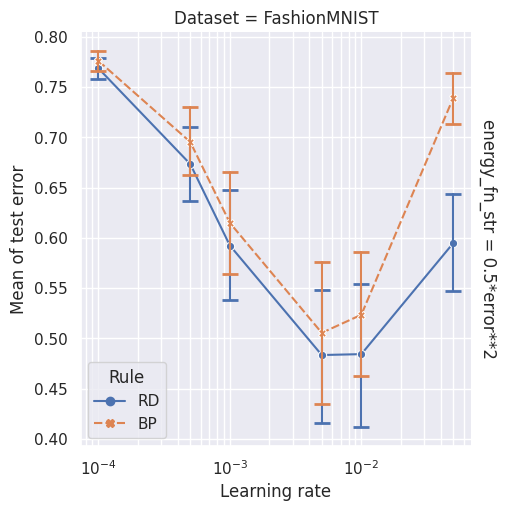 Dataset = FashionMNIST
0.80
0.75
0.70
0.65
0.60
0.55
0.50
0.45
0.40
Mean of test error
energy_fn_str = 0.5*error**2
Rule
RD
BP
10⁻⁴
10⁻³
10⁻²
Learning rate